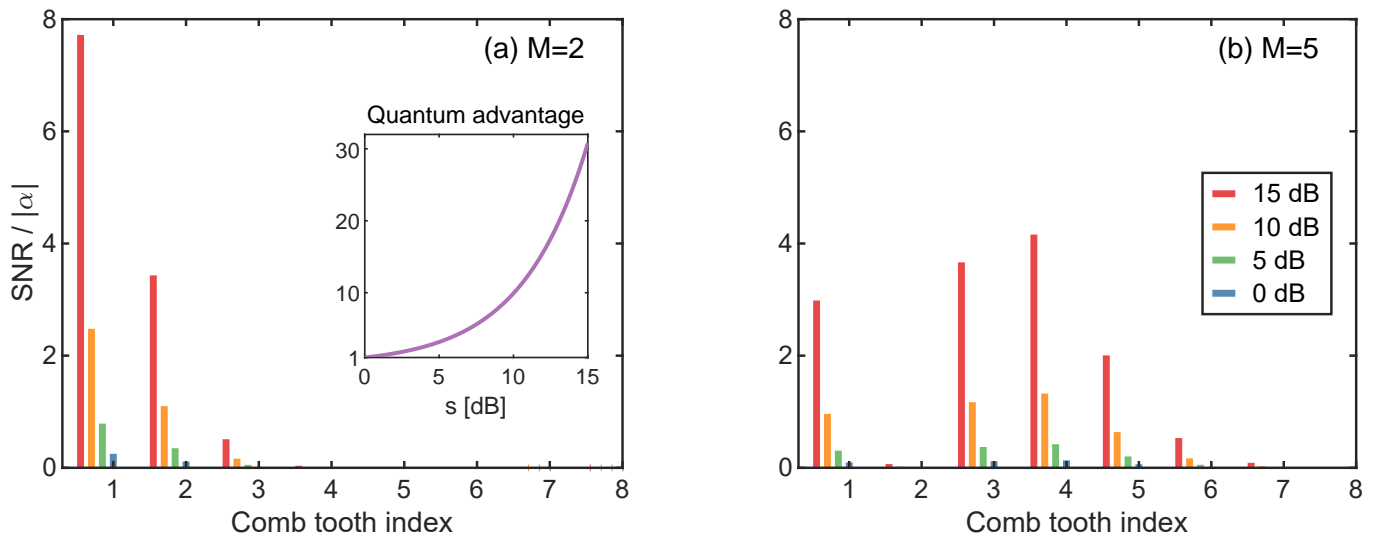 (a) M=2
SNR / |α|
8
6
4
2
0
1 2 3 4 5 6 7 8
Comb tooth index
Quantum advantage
30
20
10
1
0 5 10 15
s [dB]
(b) M=5
8
6
4
2
0
1 2 3 4 5 6 7 8
Comb tooth index
15 dB
10 dB
5 dB
0 dB